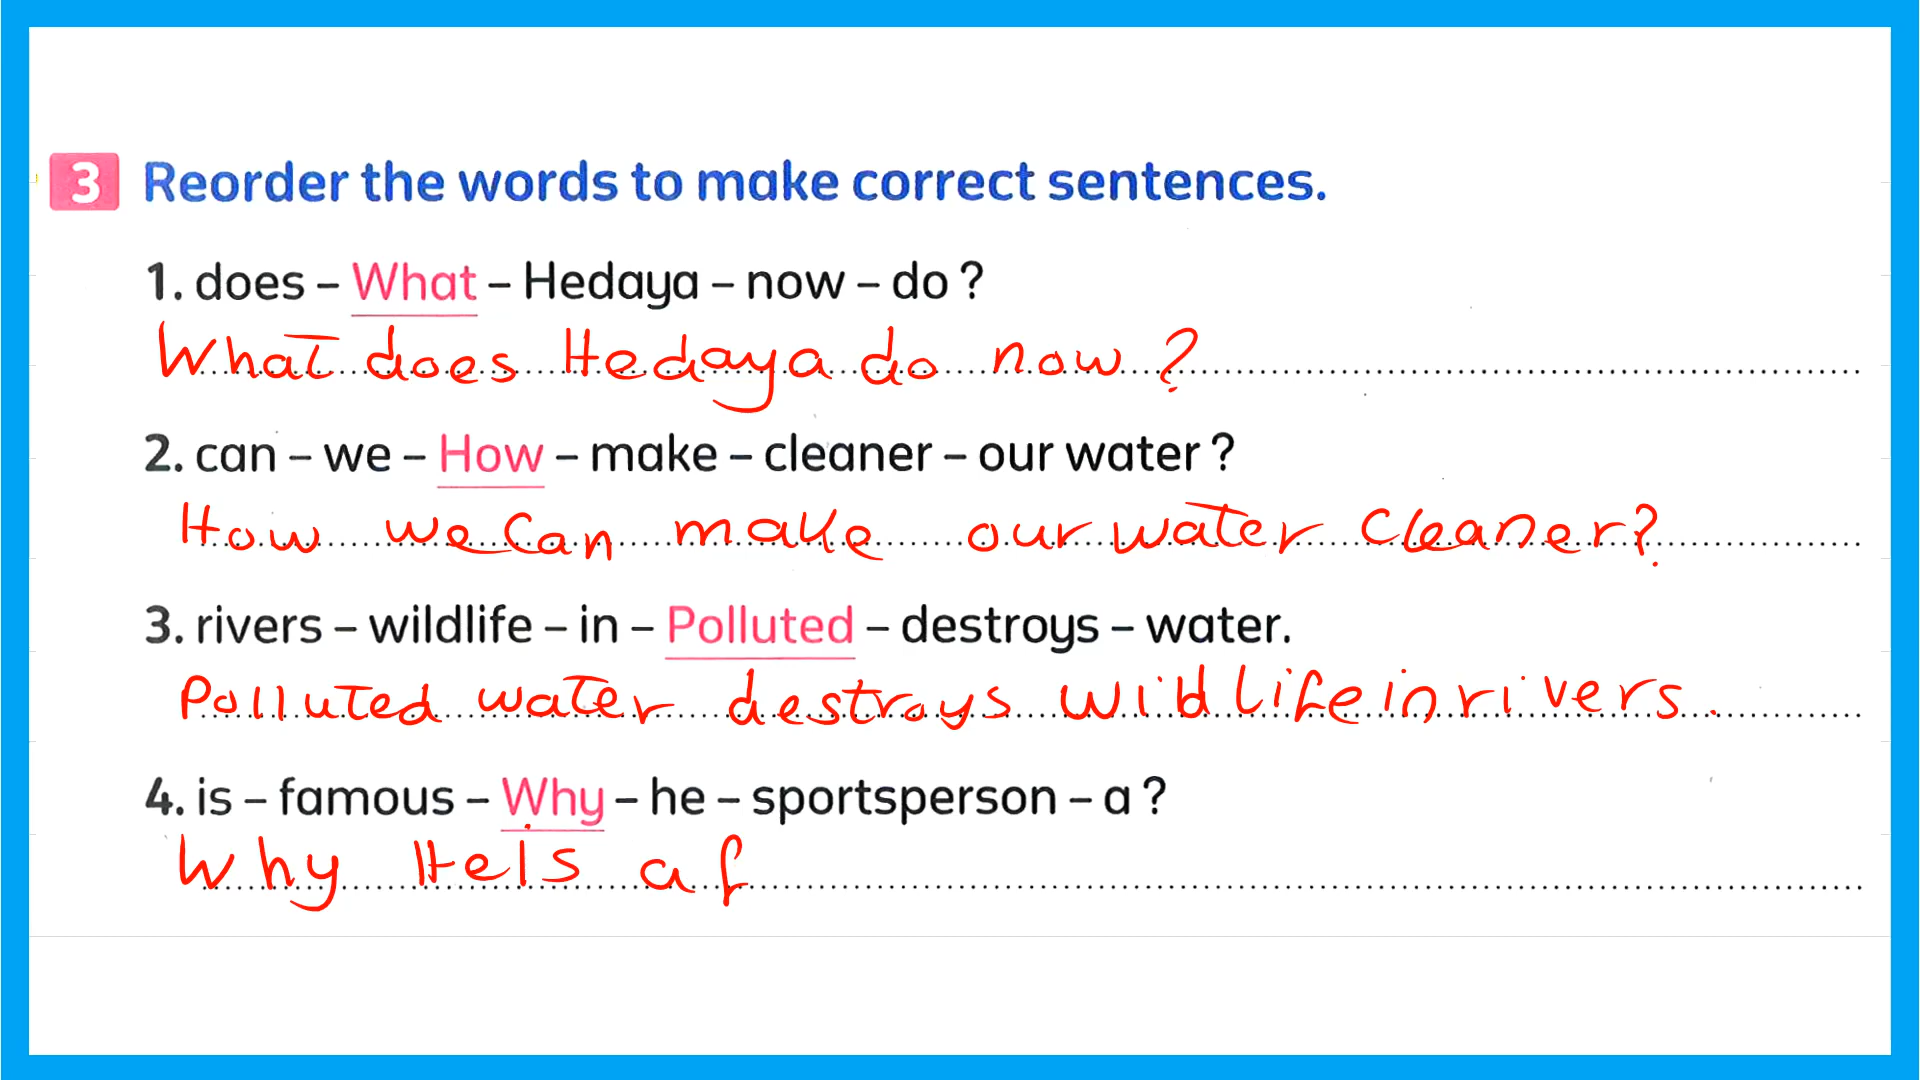 3 Reorder the words to make correct sentences.
1. does – What – Hedaya – now – do ?
What does Hedaya do now ?
2. can – we – How – make – cleaner – our water ?
How we Can make our water Cleaner?
3. rivers – wildlife – in – Polluted – destroys – water.
Polluted water destroys wildlife in rivers.
4. is – famous – Why – he – sportsperson – a ?
Why He is a f